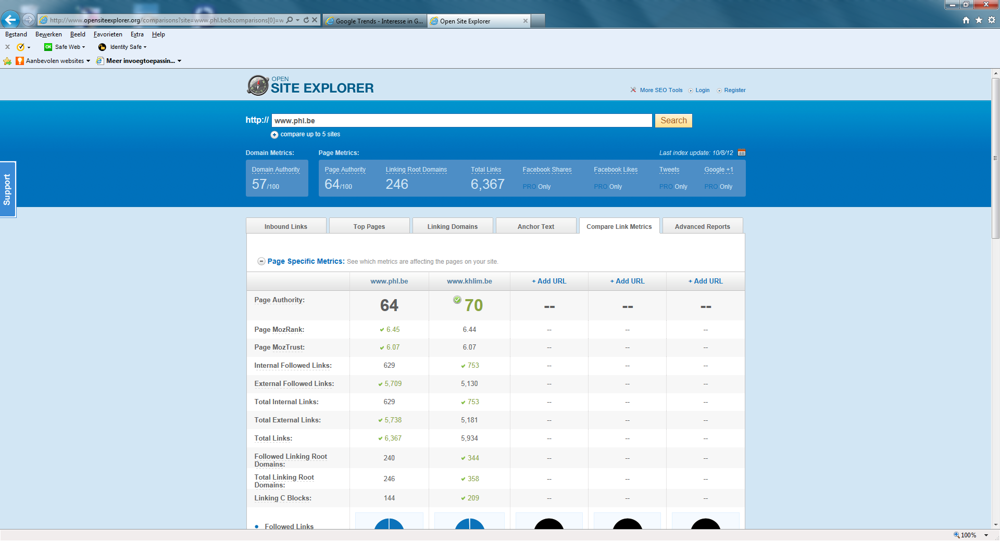 http://www.opensiteexplorer.org/comparisons?site=www.phl.be&comparisons[0]=w
Google Trends - Interesse in G...
Open Site Explorer
Bestand Bewerken Beeld Favorieten Extra Help
OK Safe Web Identity Safe
Aanbevolen websites Meer invoegtoepassin...
OPEN
SITE EXPLORER
More SEO Tools Login Register
http:// www.phl.be Search
compare up to 5 sites
Domain Metrics: Page Metrics: Last index update: 10/8/12
Domain Authority Page Authority Linking Root Domains Total Links Facebook Shares Facebook Likes Tweets Google +1
57/100 64/100 246 6,367 PRO Only PRO Only PRO Only PRO Only
Support
Inbound Links Top Pages Linking Domains Anchor Text Compare Link Metrics Advanced Reports
Page Specific Metrics: See which metrics are affecting the pages on your site.
www.phl.be www.khlim.be + Add URL + Add URL + Add URL
Page Authority: 64 70 -- -- --
Page MozRank: 6.45 6.44 -- -- --
Page MozTrust: 6.07 6.07 -- -- --
Internal Followed Links: 629 753 -- -- --
External Followed Links: 5,709 5,130 -- -- --
Total Internal Links: 629 753 -- -- --
Total External Links: 5,738 5,181 -- -- --
Total Links: 6,367 5,934 -- -- --
Followed Linking Root
Domains: 240 344 -- -- --
Total Linking Root
Domains: 246 358 -- -- --
Linking C Blocks: 144 209 -- -- --
Followed Links
100%